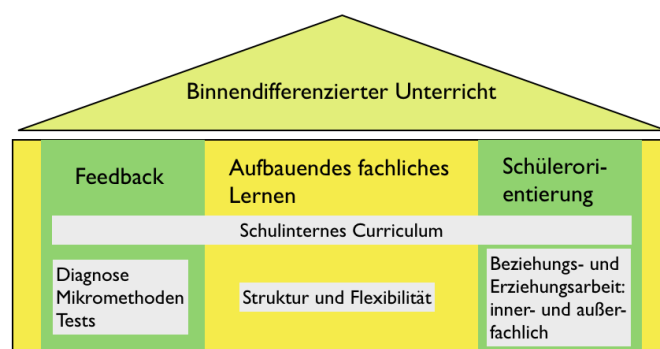 Binnendifferenzierter Unterricht
Feedback
Aufbauendes fachliches
Lernen
Schülerori-
entierung
Schulinternes Curriculum
Diagnose
Mikromethoden
Tests
Struktur und Flexibilität
Beziehungs- und
Erziehungsarbeit:
inner- und außer-
fachlich